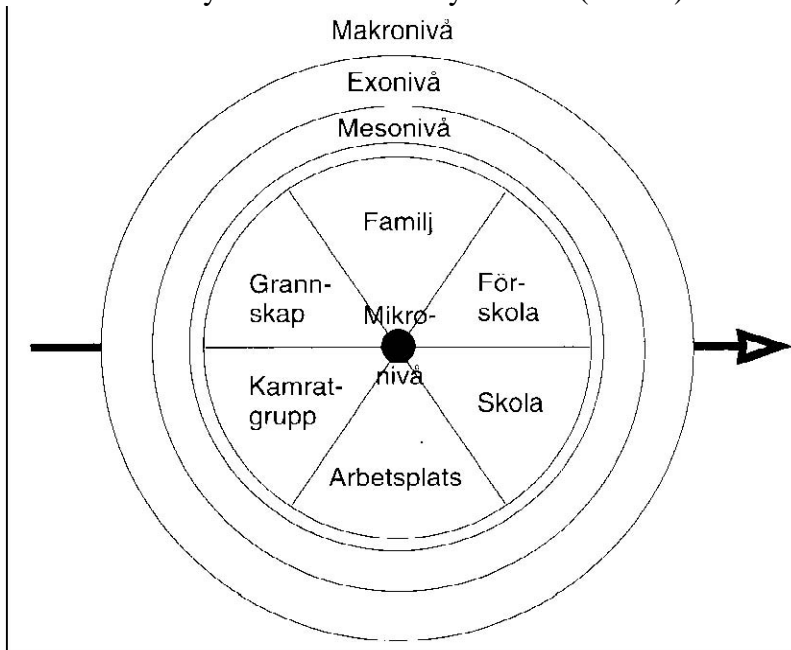 Makronivå
Exonivå
Mesonivå
Familj
Grann-
skap
För-
skola
Mikro-
nivå
Kamrat-
grupp
Skola
Arbetsplats